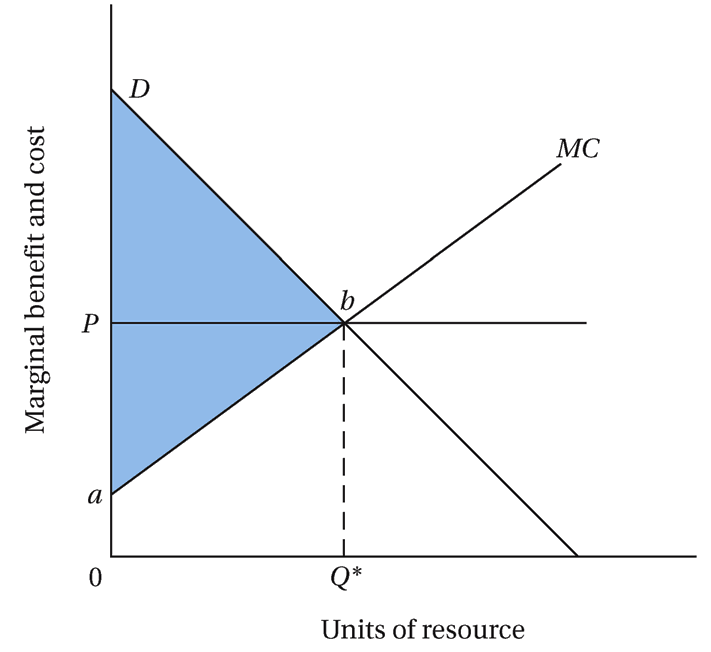 D
MC
b
P
a
0
Q*
Marginal benefit and cost
Units of resource